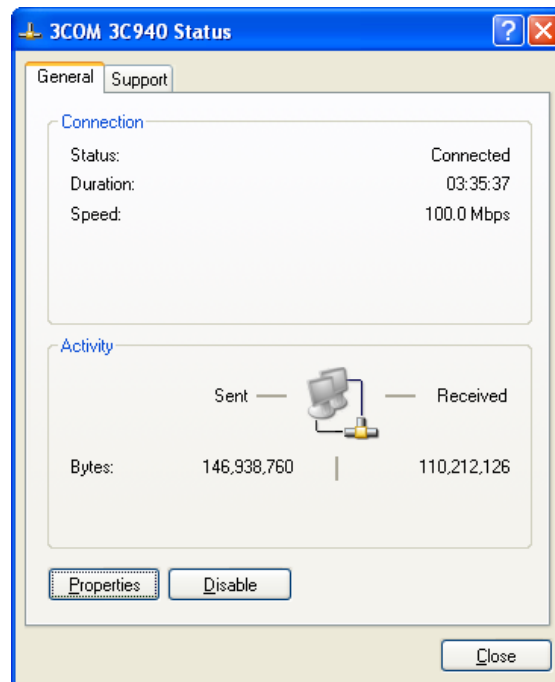 3COM 3C940 Status
General Support
Connection
Status: Connected
Duration: 03:35:37
Speed: 100.0 Mbps
Activity
Sent Received
Bytes: 146,938,760 110,212,126
Properties Disable
Close